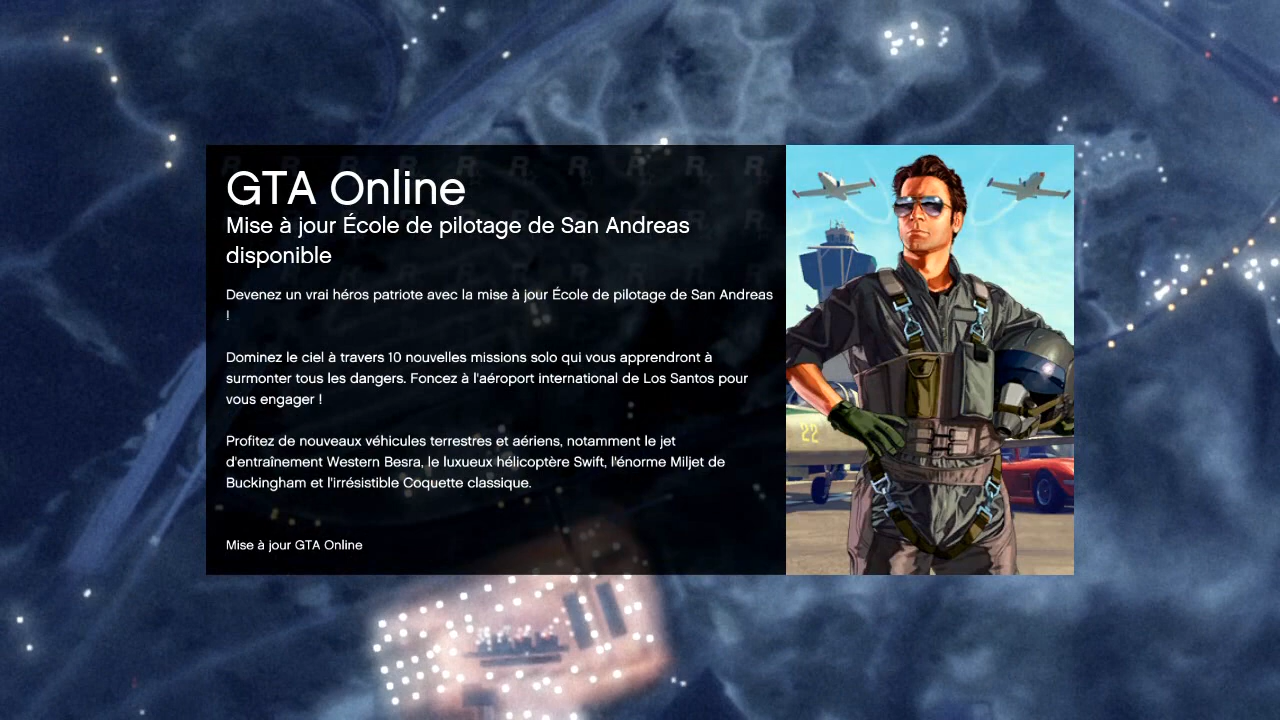 GTA Online
Mise à jour École de pilotage de San Andreas
disponible
Devenez un vrai héros patriote avec la mise à jour École de pilotage de San Andreas
!
Dominez le ciel à travers 10 nouvelles missions solo qui vous apprendront à
surmonter tous les dangers. Foncez à l'aéroport international de Los Santos pour
vous engager !
Profitez de nouveaux véhicules terrestres et aériens, notamment le jet
d'entraînement Western Besra, le luxueux hélicoptère Swift, l'énorme Miljet de
Buckingham et l'irrésistible Coquette classique.
Mise à jour GTA Online
22